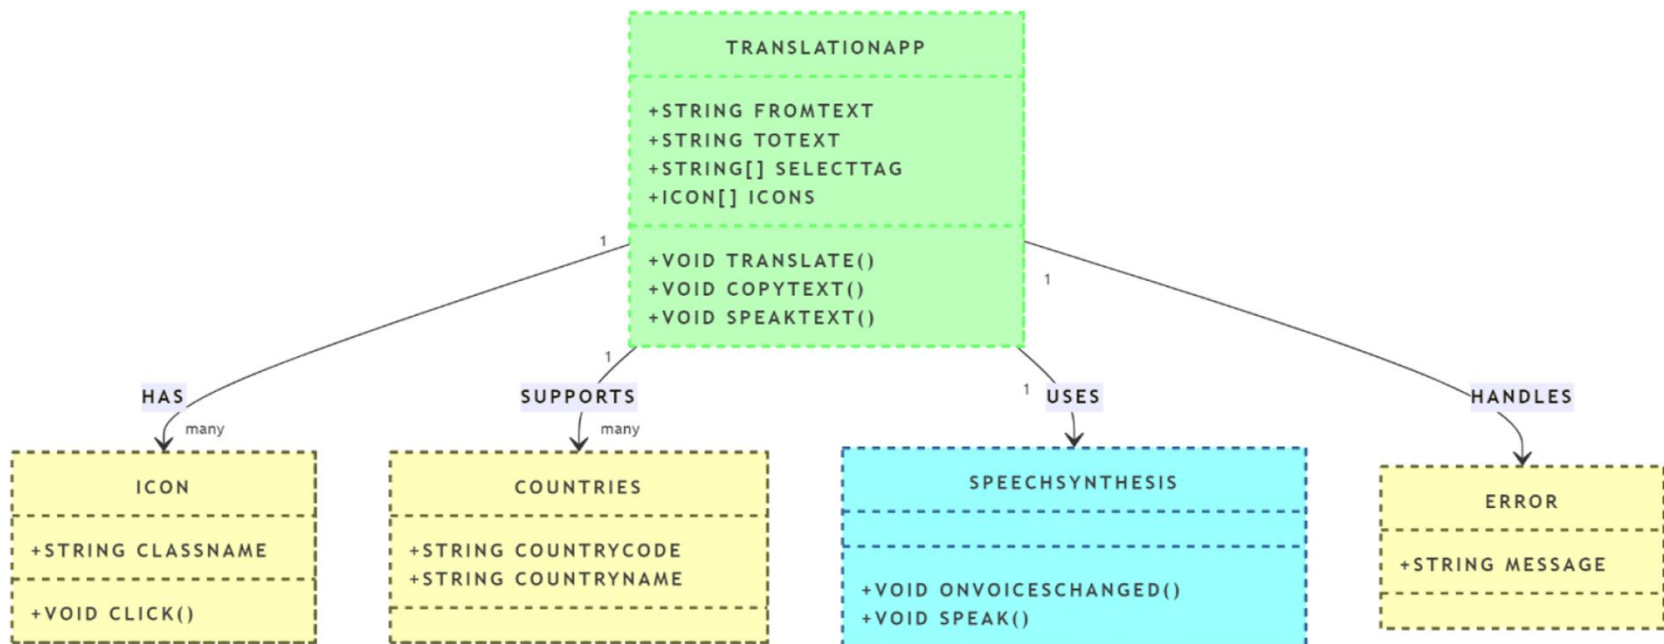 TRANSLATIONAPP
+STRING FROMTEXT
+STRING TOTEXT
+STRING[] SELECTTAG
+ICON[] ICONS
+VOID TRANSLATE()
+VOID COPYTEXT()
+VOID SPEAKTEXT()
1
1
1
1
HAS
SUPPORTS
USES
HANDLES
many
many
ICON
+STRING CLASSNAME
+VOID CLICK()
COUNTRIES
+STRING COUNTRYCODE
+STRING COUNTRYNAME
SPEECHSYNTHESIS
+VOID ONVOICESCHANGED()
+VOID SPEAK()
ERROR
+STRING MESSAGE